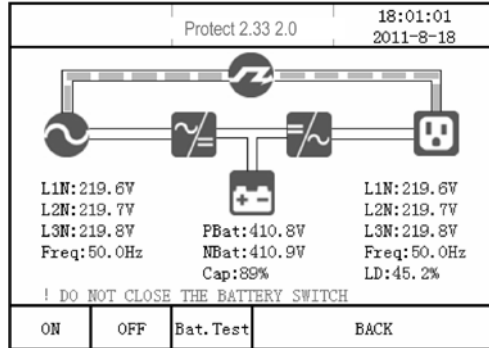 Protect 2.33 2.0
18:01:01
2011-8-18
L1N:219.6V
L2N:219.7V
L3N:219.8V
Freq:50.0Hz
PBat:410.8V
NBat:410.9V
Cap:89%
L1N:219.6V
L2N:219.7V
L3N:219.8V
Freq:50.0Hz
LD:45.2%
! DO NOT CLOSE THE BATTERY SWITCH
ON OFF Bat.Test BACK